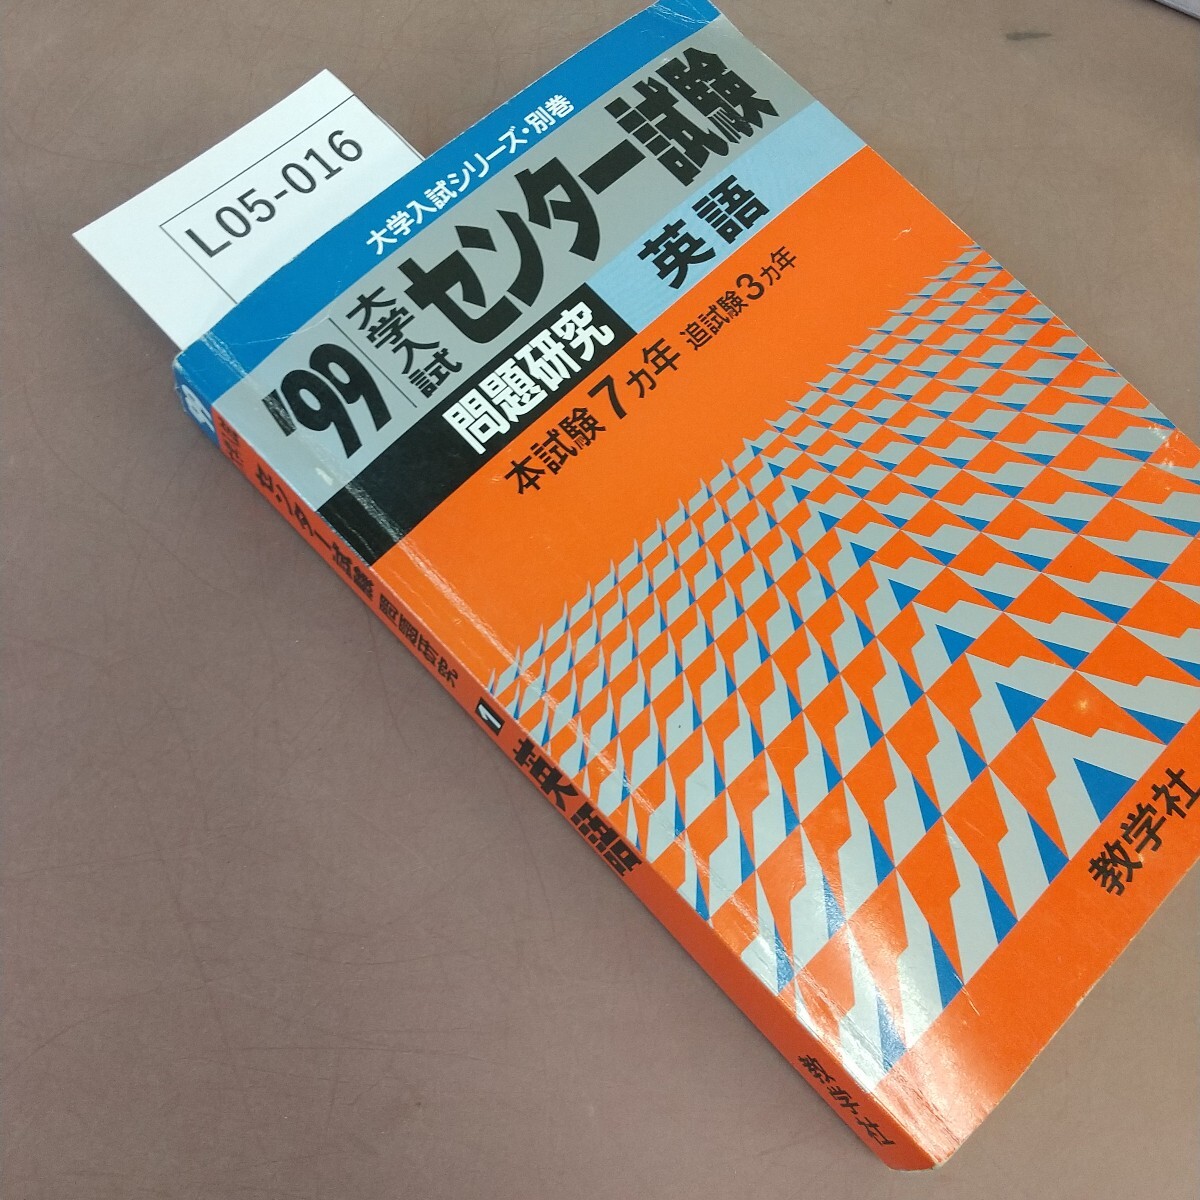 L05-016
大学入試シリーズ・別巻
'99
大学入試
センター試験
問題研究
英語
本試験7ヵ年 追試験3ヵ年
教学社
センター試験 問題研究 1 英語
教学社